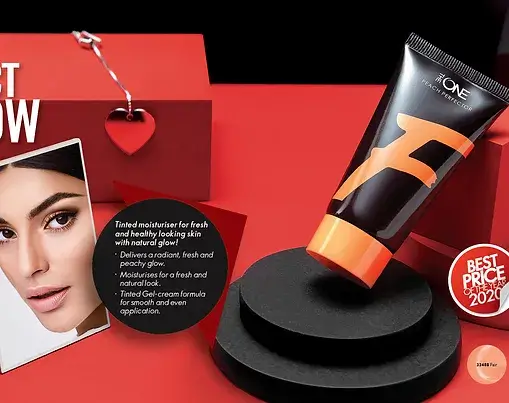 CT
OW
THE ONE
PEACH PERFECTOR
Tinted moisturiser for fresh
and healthy looking skin
with natural glow!
· Delivers a radiant, fresh and
peachy glow.
· Moisturises for a fresh and
natural look.
· Tinted Gel-cream formula
for smooth and even
application.
BEST
PRICE
OF THE YEAR
2020
33488 Fair